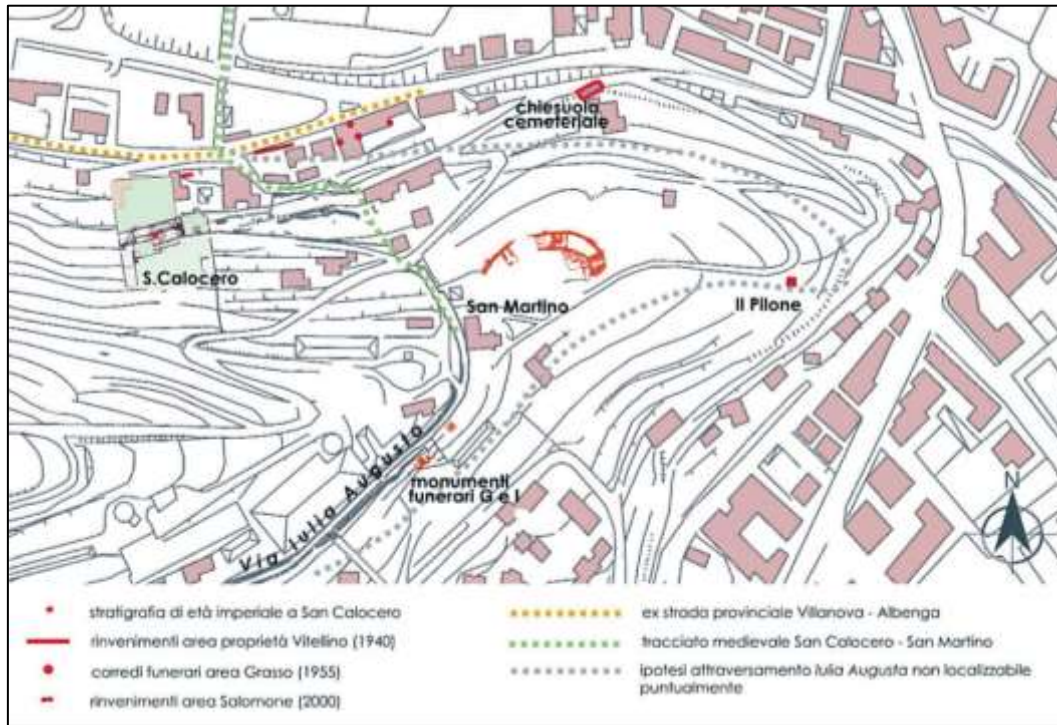 chiesuola
cemeteriale
S.Calocero
San Martino
Il Pilone
Via Iulia Augusta
monumenti
funerari G e I
N
stratigrafia di età imperiale a San Calocero
rinvenimenti area proprietà Vitellino (1940)
corredi funerari area Grasso (1955)
rinvenimenti area Salomone (2000)
ex strada provinciale Villanova - Albenga
tracciato medievale San Calocero - San Martino
ipotesi attraversamento Iulia Augusta non localizzabile
puntualmente